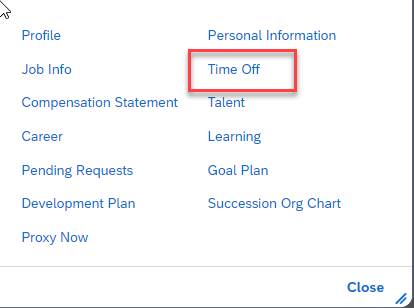 Profile
Personal Information
Job Info
Time Off
Compensation Statement
Talent
Career
Learning
Pending Requests
Goal Plan
Development Plan
Succession Org Chart
Proxy Now
Close